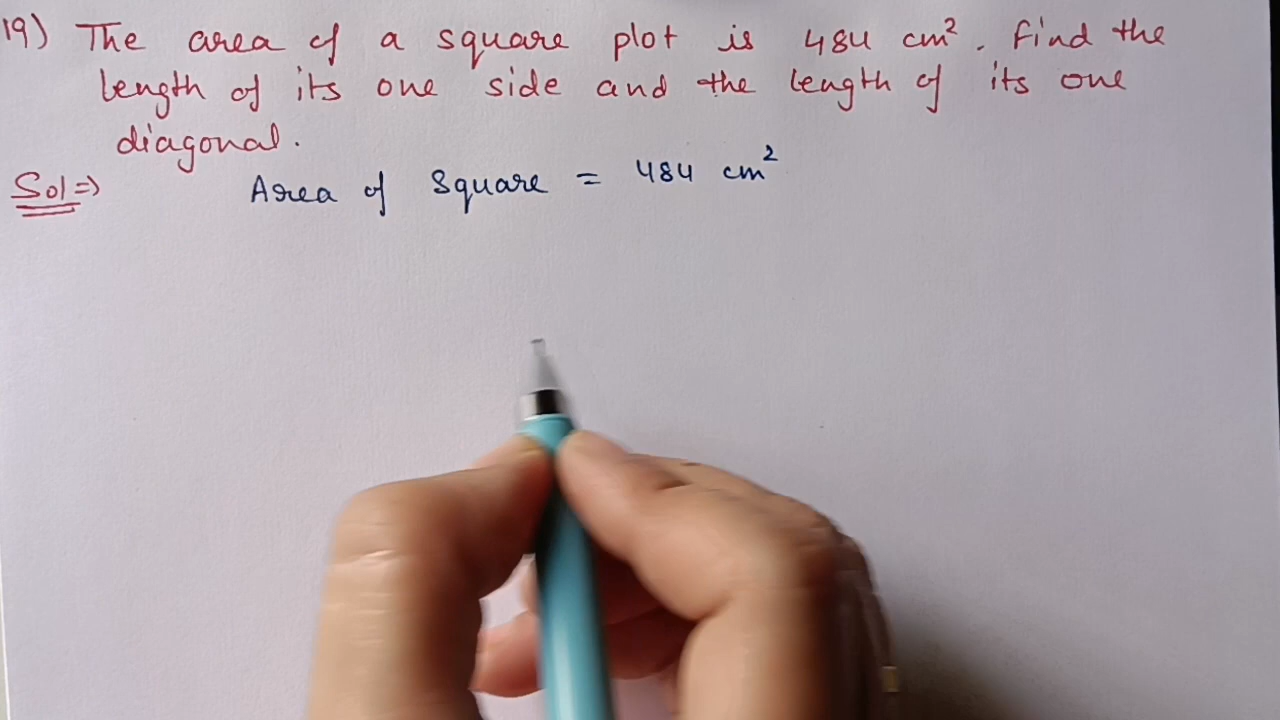 19) The area of a square plot is 484 cm². Find the
length of its one side and the length of its one
diagonal.
Sol⇒ Area of Square = 484 cm²